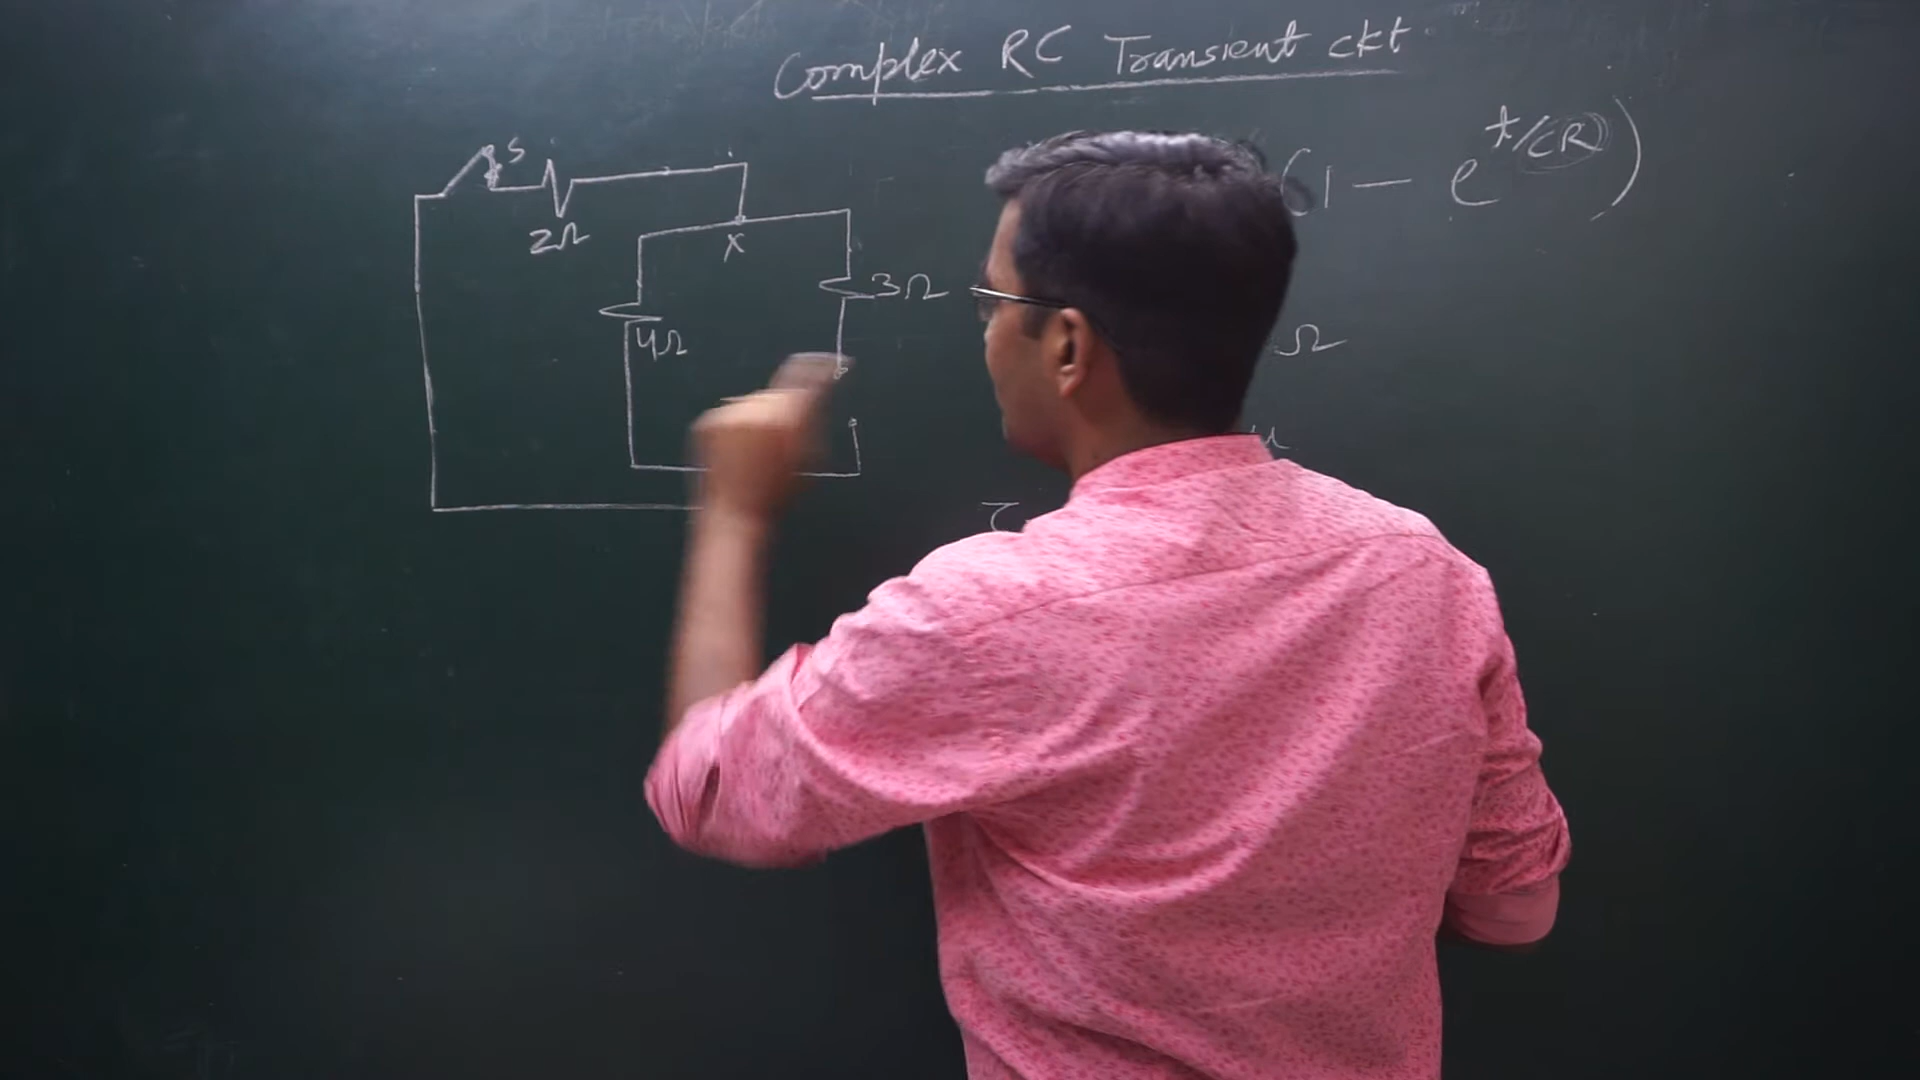 Complex RC Transient ckt
(1 - e^t/CR)
S
2Ω
X
3Ω
4Ω
Ω
τ